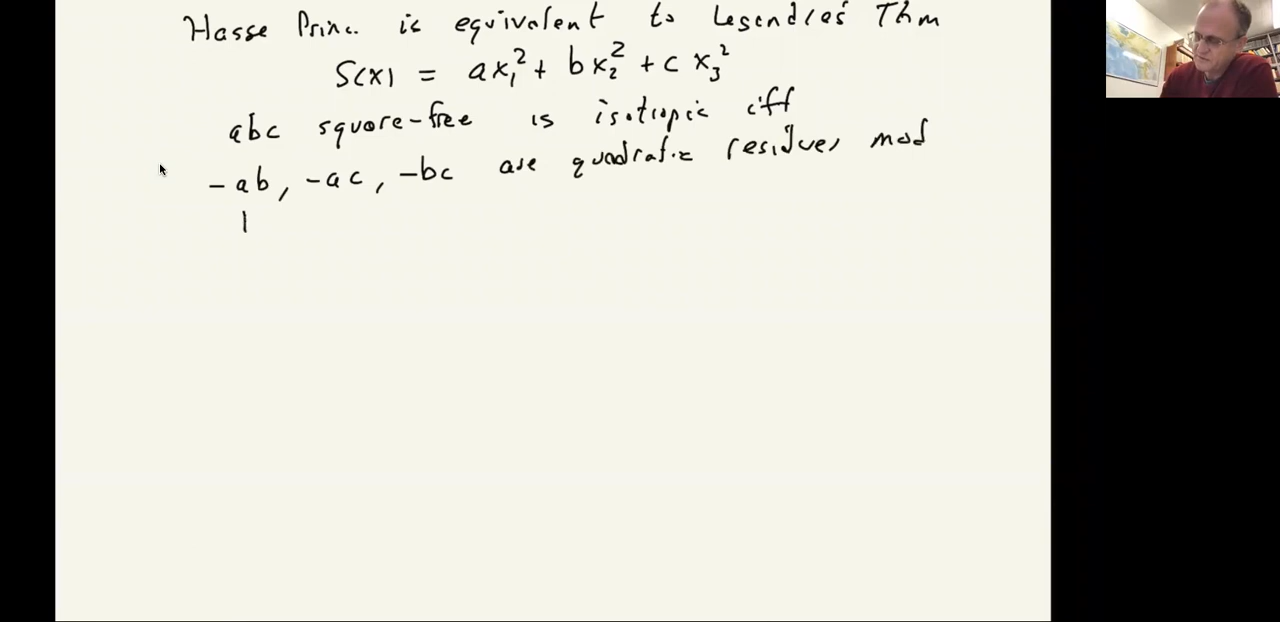 Hasse Princ. is equivalent to Legendres Thm
S(x) = ax₁² + bx₂² + cx₃²
abc square-free is isotropic iff
-ab, -ac, -bc are quadratic residues mod
|